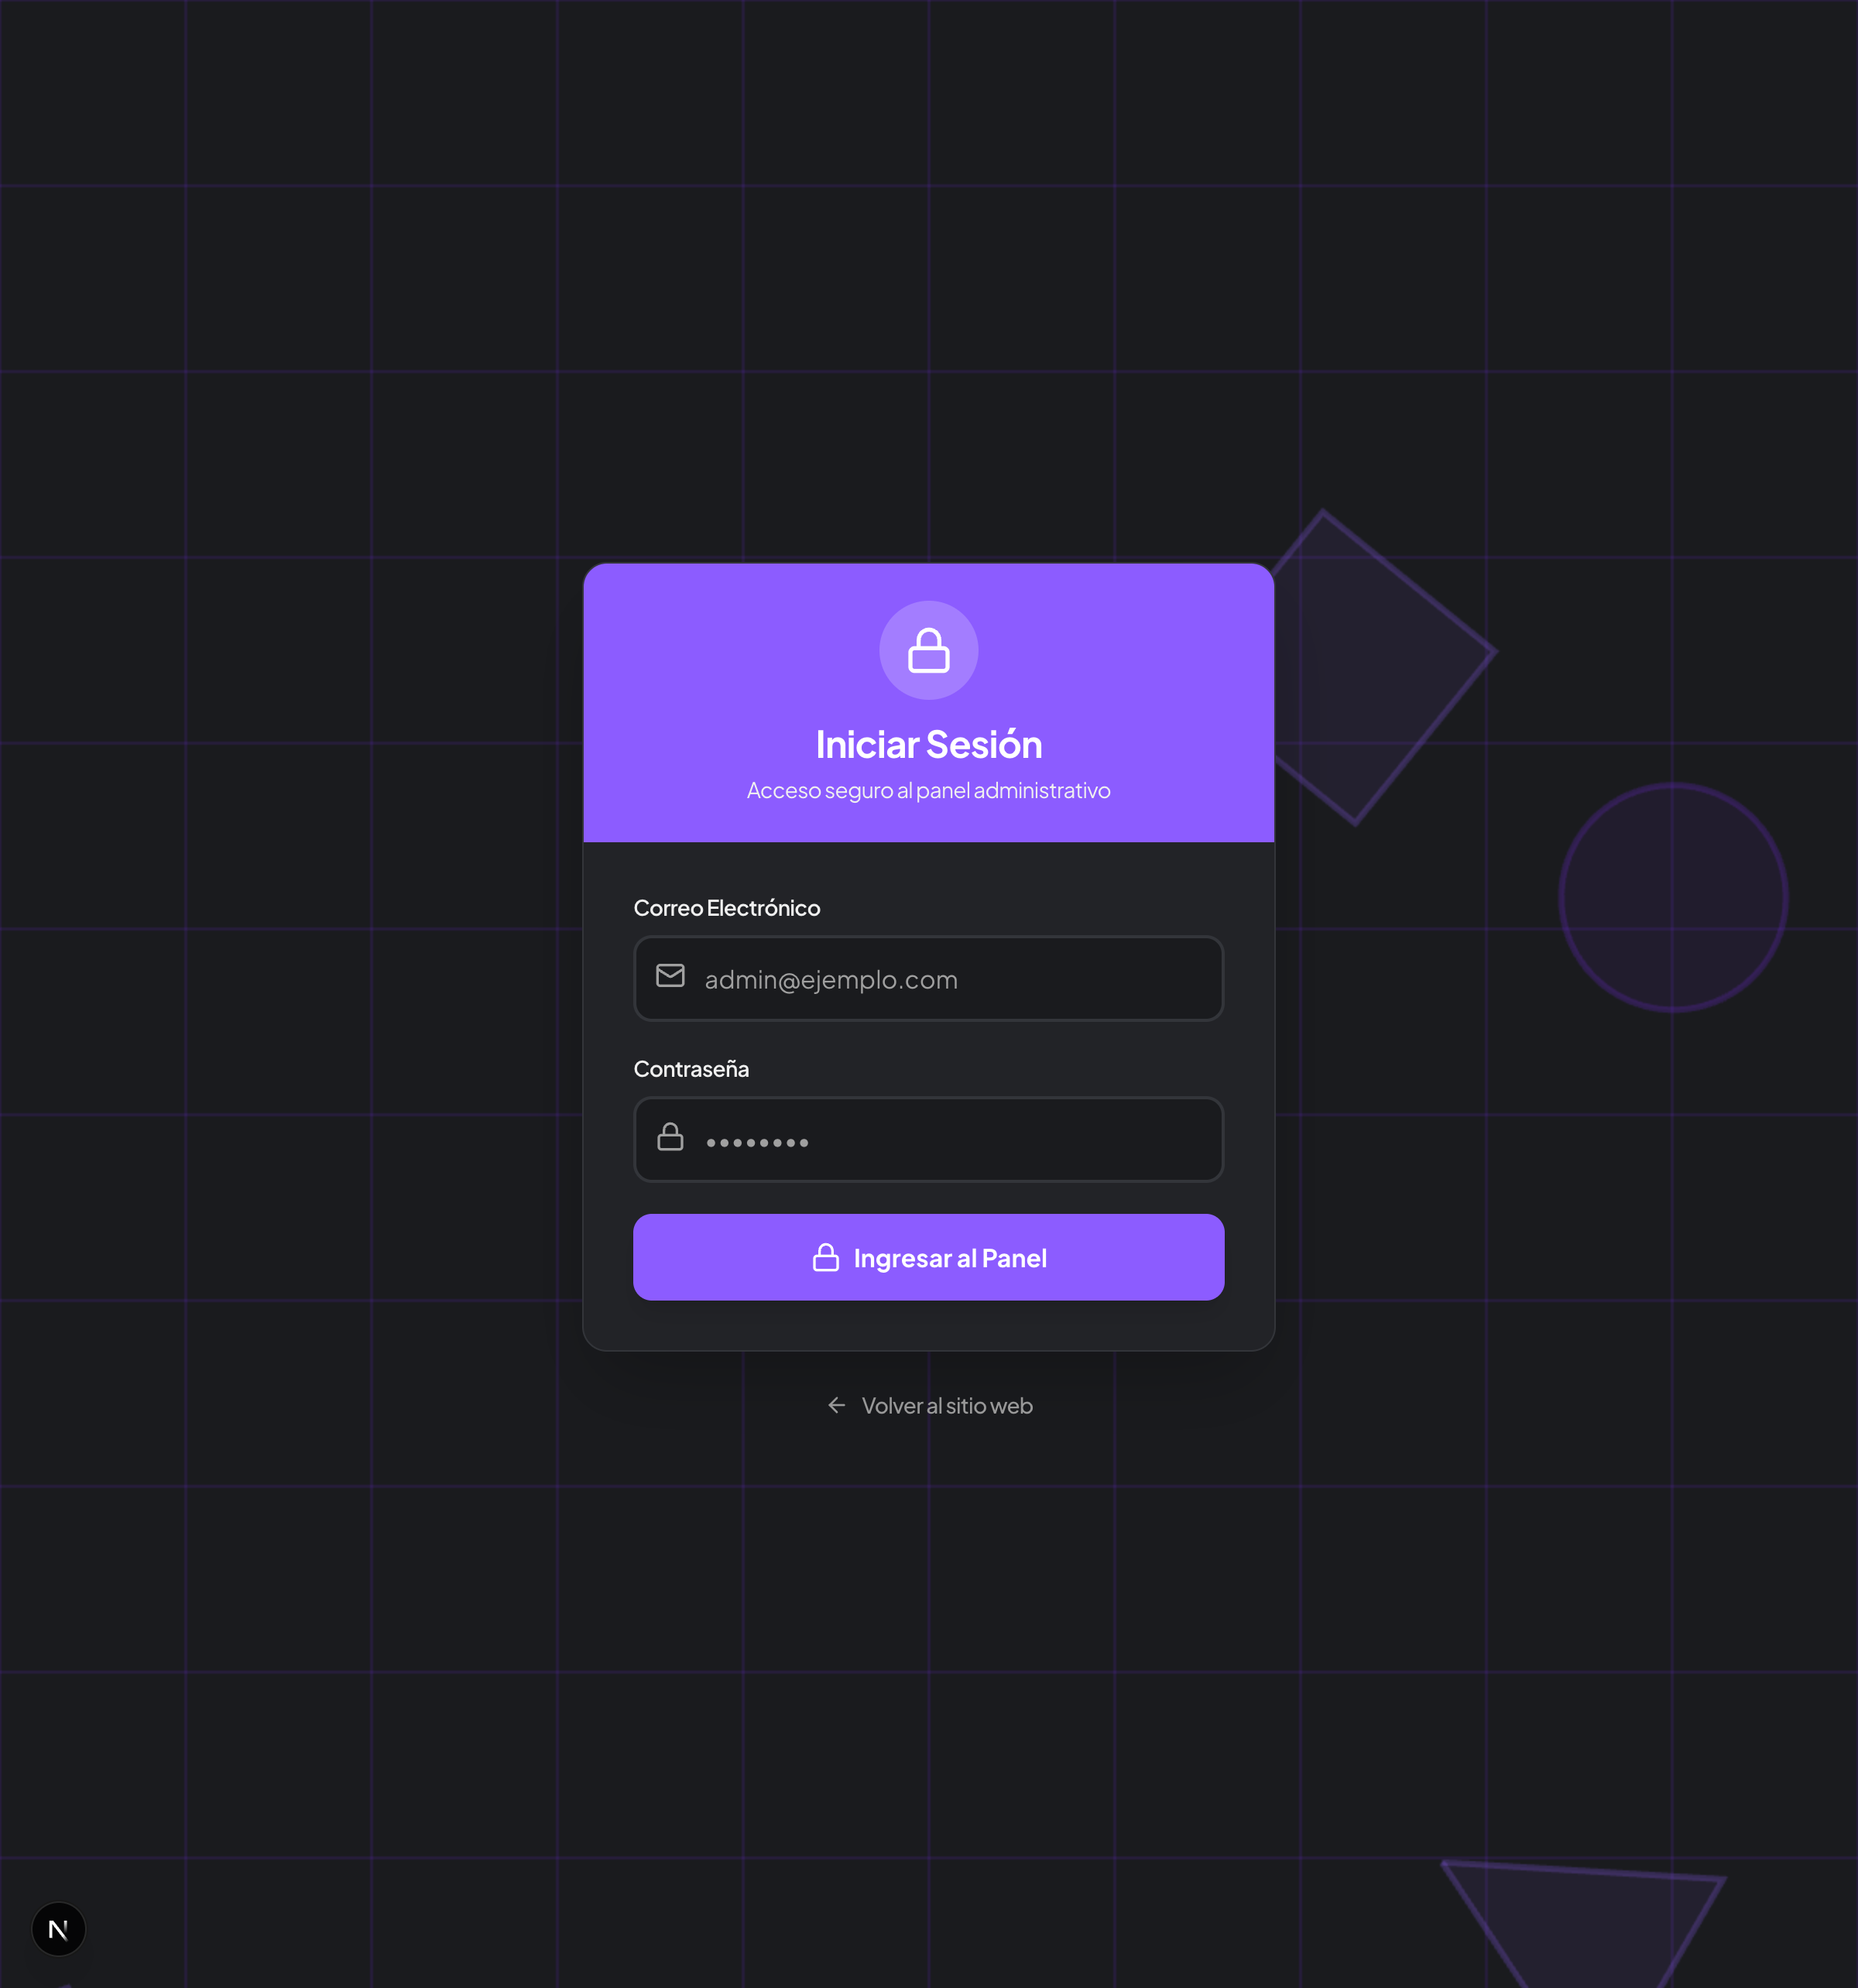 Iniciar Sesión
Acceso seguro al panel administrativo
Correo Electrónico
admin@ejemplo.com
Contraseña
••••••••
Ingresar al Panel
← Volver al sitio web
N